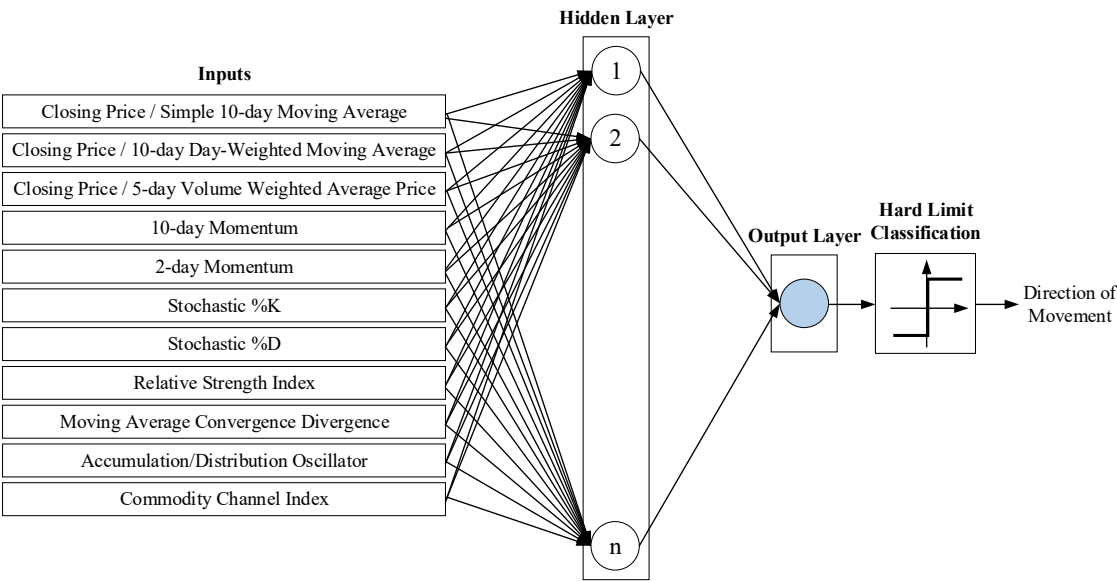 Hidden Layer
Inputs
Closing Price / Simple 10-day Moving Average
Closing Price / 10-day Day-Weighted Moving Average
Closing Price / 5-day Volume Weighted Average Price
10-day Momentum
2-day Momentum
Stochastic %K
Stochastic %D
Relative Strength Index
Moving Average Convergence Divergence
Accumulation/Distribution Oscillator
Commodity Channel Index
1
2
n
Output Layer
Hard Limit
Classification
Direction of
Movement